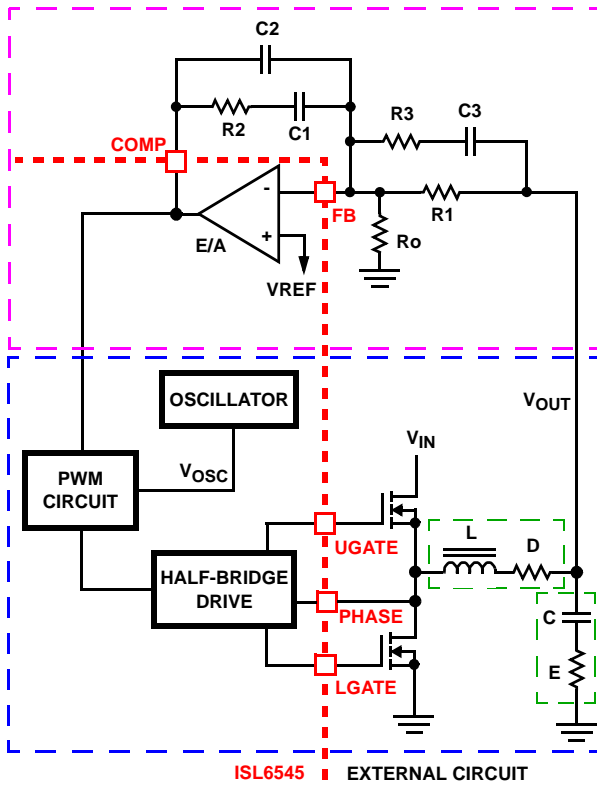 C2
R2
C1
R3
C3
COMP
-
+
E/A
FB
R1
Ro
VREF
OSCILLATOR
VOUT
VIN
PWM
CIRCUIT
VOSC
UGATE
L
D
HALF-BRIDGE
DRIVE
PHASE
C
E
LGATE
ISL6545
EXTERNAL CIRCUIT